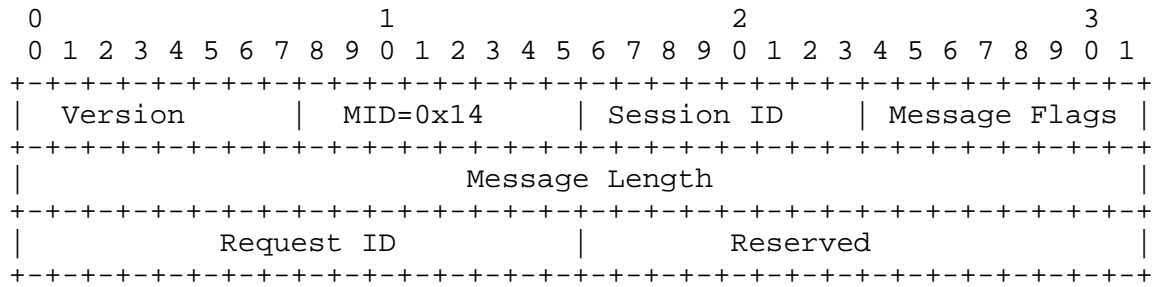 0                   1                   2                   3
 0 1 2 3 4 5 6 7 8 9 0 1 2 3 4 5 6 7 8 9 0 1 2 3 4 5 6 7 8 9 0 1
+-+-+-+-+-+-+-+-+-+-+-+-+-+-+-+-+-+-+-+-+-+-+-+-+-+-+-+-+-+-+-+-+
|  Version      |  MID=0x14     | Session ID    | Message Flags |
+-+-+-+-+-+-+-+-+-+-+-+-+-+-+-+-+-+-+-+-+-+-+-+-+-+-+-+-+-+-+-+-+
|                         Message Length                        |
+-+-+-+-+-+-+-+-+-+-+-+-+-+-+-+-+-+-+-+-+-+-+-+-+-+-+-+-+-+-+-+-+
|           Request ID          |        Reserved               |
+-+-+-+-+-+-+-+-+-+-+-+-+-+-+-+-+-+-+-+-+-+-+-+-+-+-+-+-+-+-+-+-+